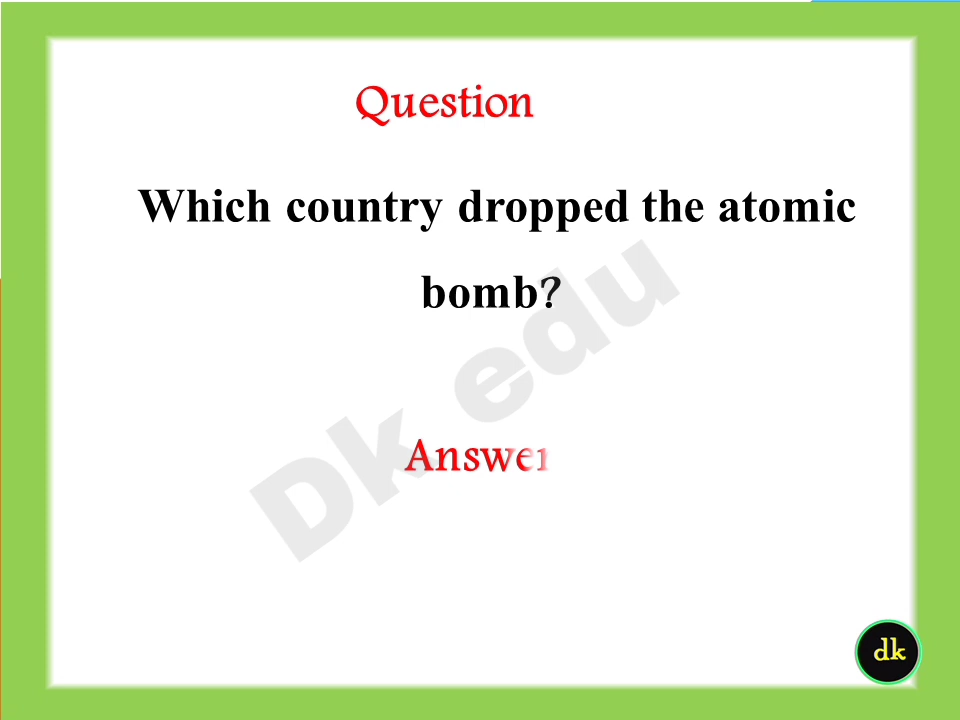 Question
Which country dropped the atomic
bomb?
Dk edu
Answer
dk